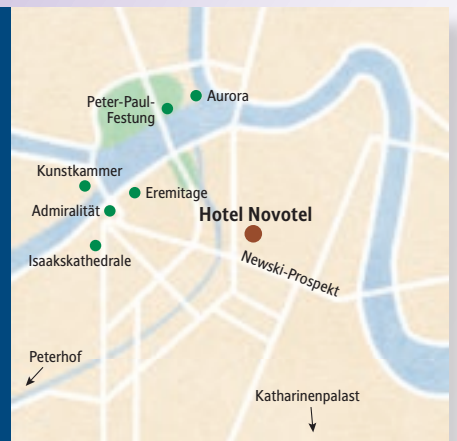 Peter-Paul-
Festung
Aurora
Kunstkammer
Eremitage
Admiralität
Hotel Novotel
Isaakskathedrale
Newski-Prospekt
Peterhof
Katharinenpalast